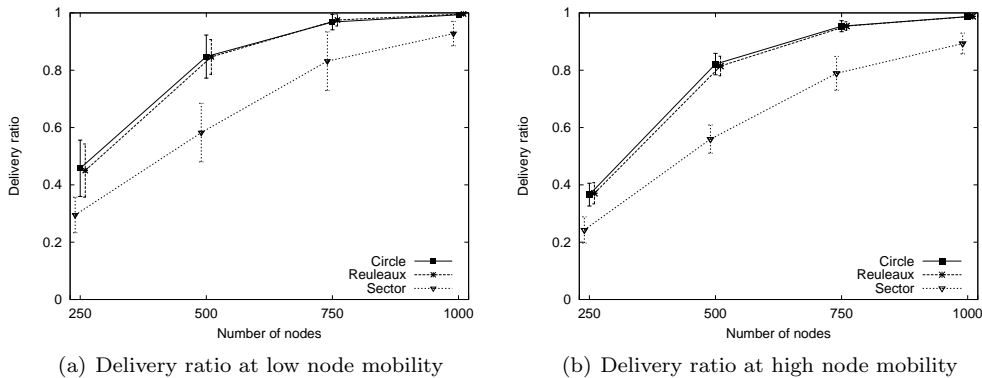 1
0.8
0.6
0.4
0.2
0
Delivery ratio
250
500
750
1000
Number of nodes
Circle
Reuleaux
Sector
(a) Delivery ratio at low node mobility
1
0.8
0.6
0.4
0.2
0
Delivery ratio
250
500
750
1000
Number of nodes
Circle
Reuleaux
Sector
(b) Delivery ratio at high node mobility